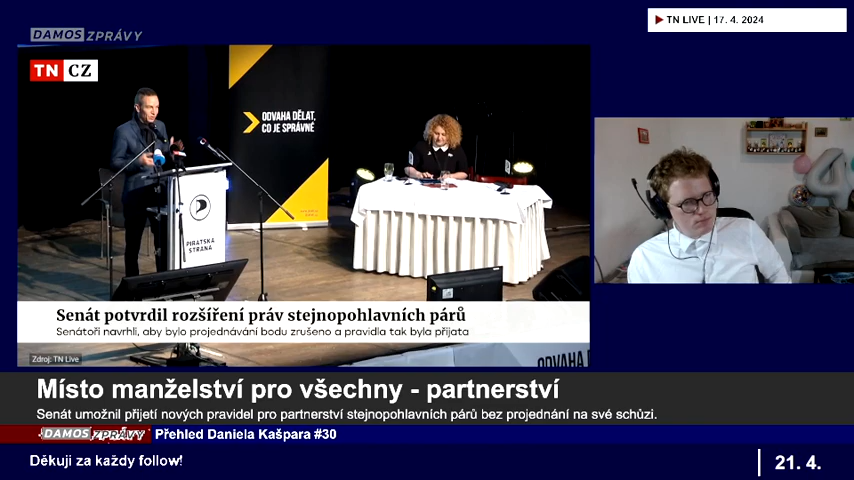 DAMOS ZPRÁVY
TN LIVE | 17. 4. 2024
TN CZ
ODVAHA DĚLAT,
CO JE SPRÁVNÉ
PIRÁTSKÁ
STRANA
Senát potvrdil rozšíření práv stejnopohlavních párů
Senátoři navrhli, aby bylo projednávání bodu zrušeno a pravidla tak byla přijata
ODVAHA D
Zdroj: TN Live
Místo manželství pro všechny - partnerství
Senát umožnil přijetí nových pravidel pro partnerství stejnopohlavních párů bez projednání na své schůzi.
DAMOS ZPRÁVY Přehled Daniela Kašpara #30
Děkuji za každy follow!
21. 4.